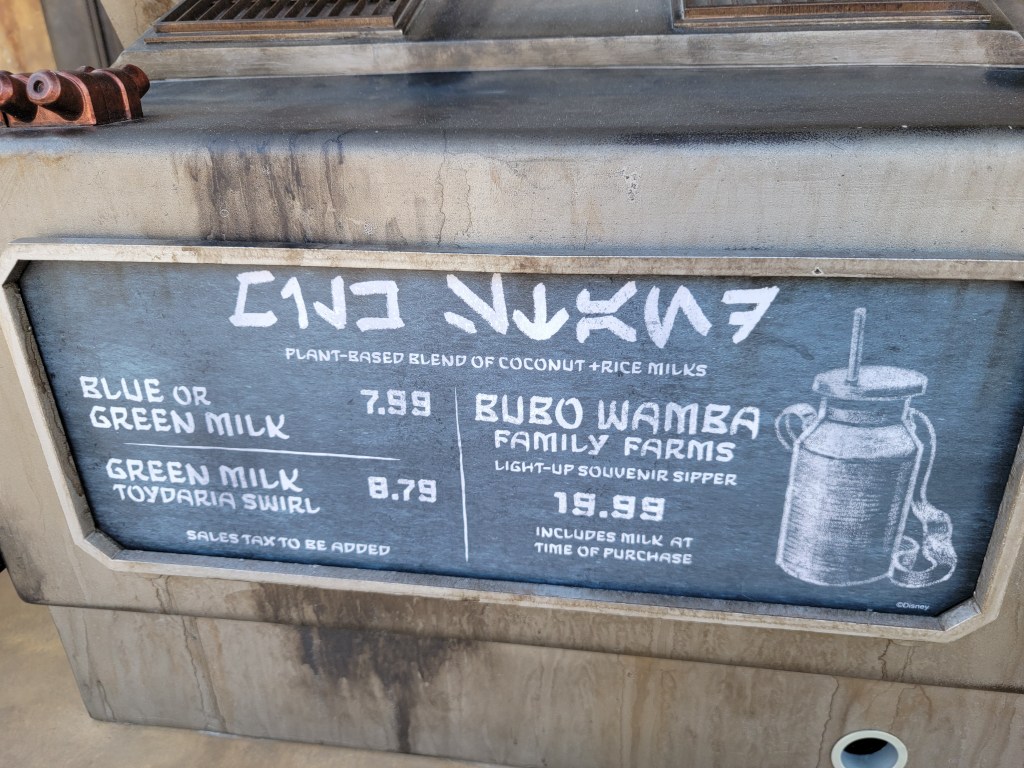 PLANT-BASED BLEND OF COCONUT + RICE MILKS
BLUE OR
GREEN MILK
7.99
GREEN MILK
TOYDARIA SWIRL
8.79
SALES TAX TO BE ADDED
BUBO WAMBA
FAMILY FARMS
LIGHT-UP SOUVENIR SIPPER
19.99
INCLUDES MILK AT
TIME OF PURCHASE
©Disney